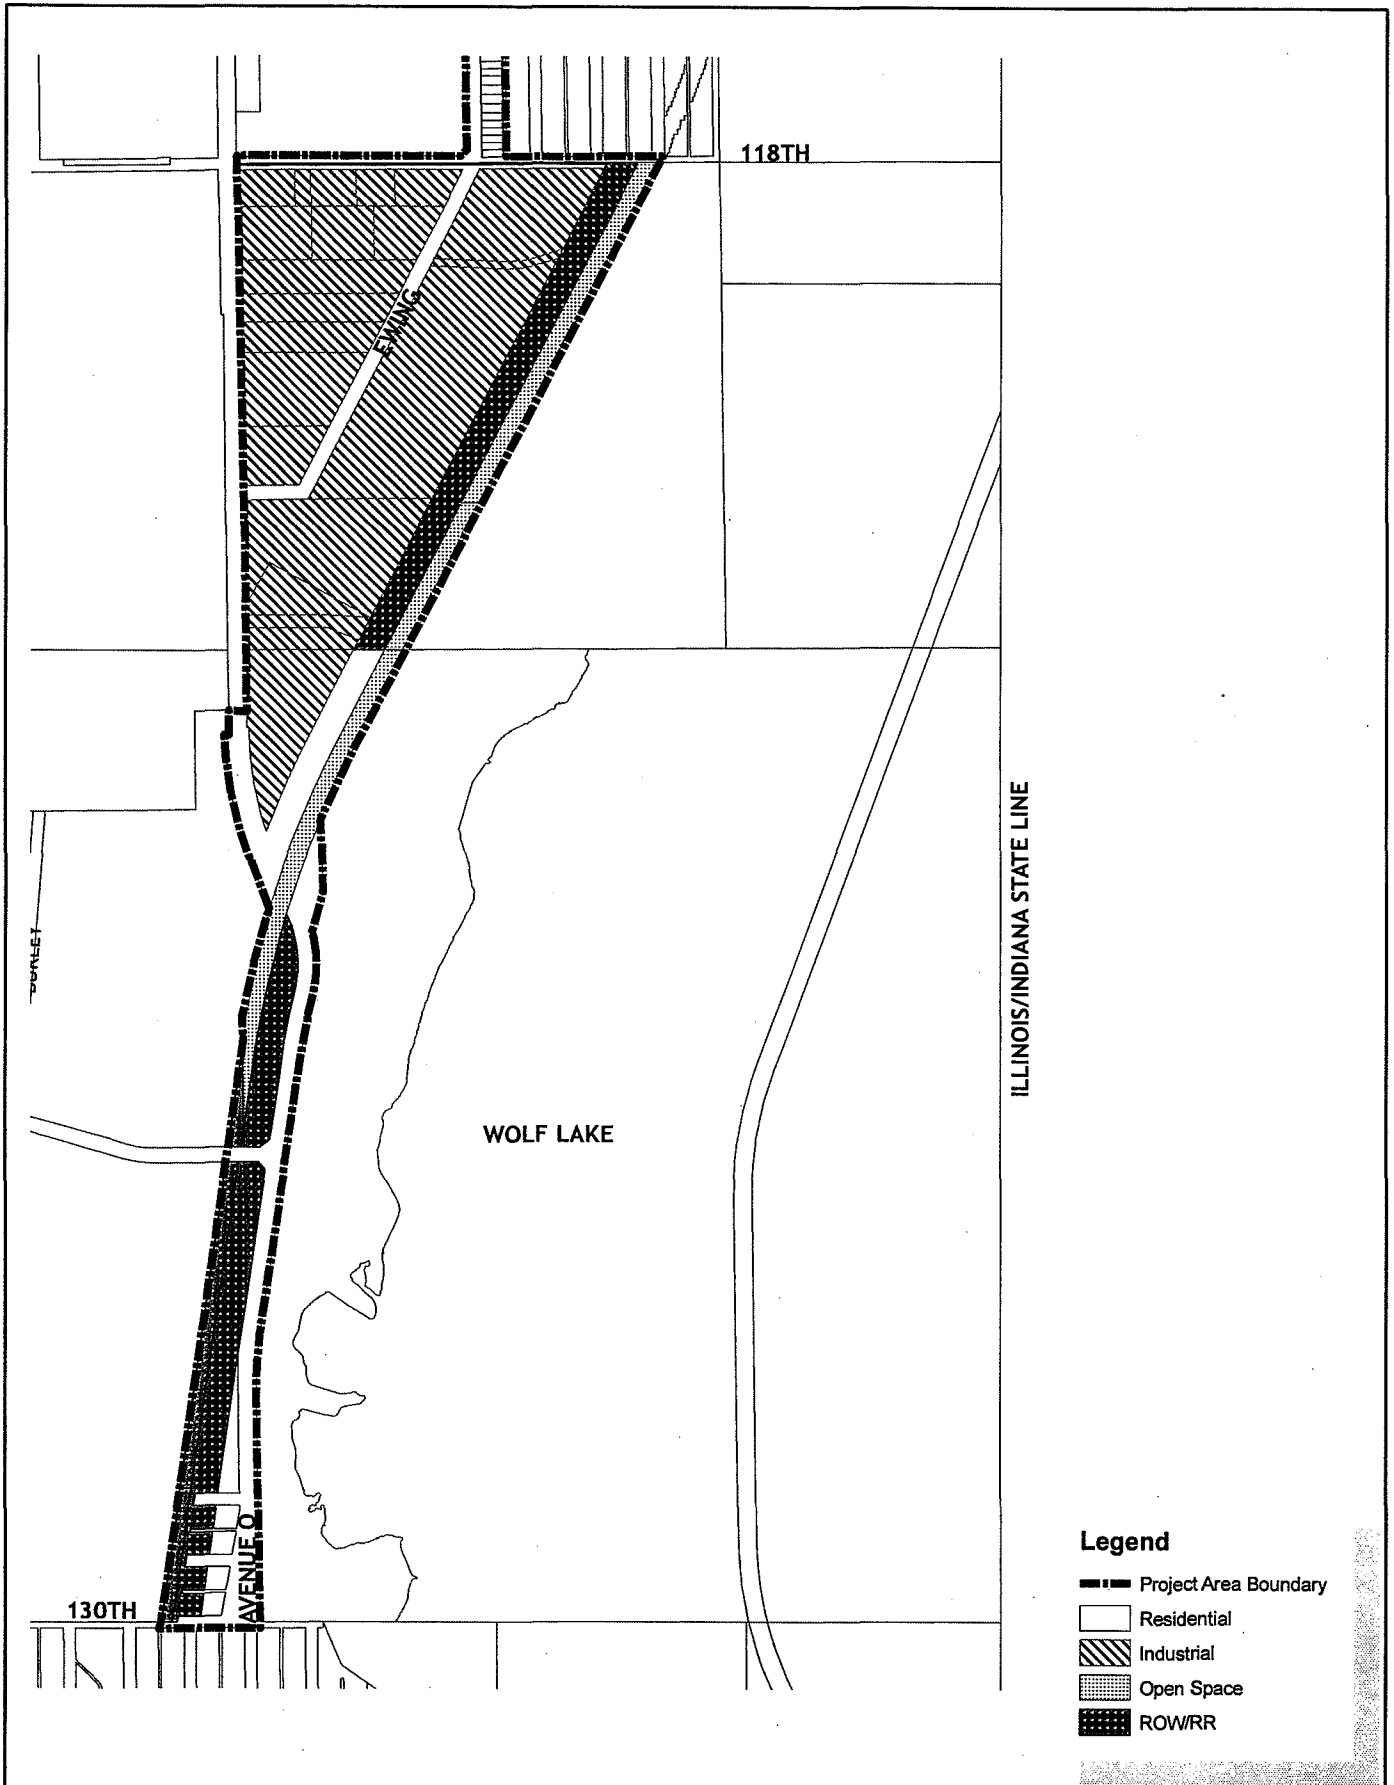 118TH
EWING
ILLINOIS/INDIANA STATE LINE
WOLF LAKE
AVENUE O
130TH
Legend
Project Area Boundary
Residential
Industrial
Open Space
ROW/RR